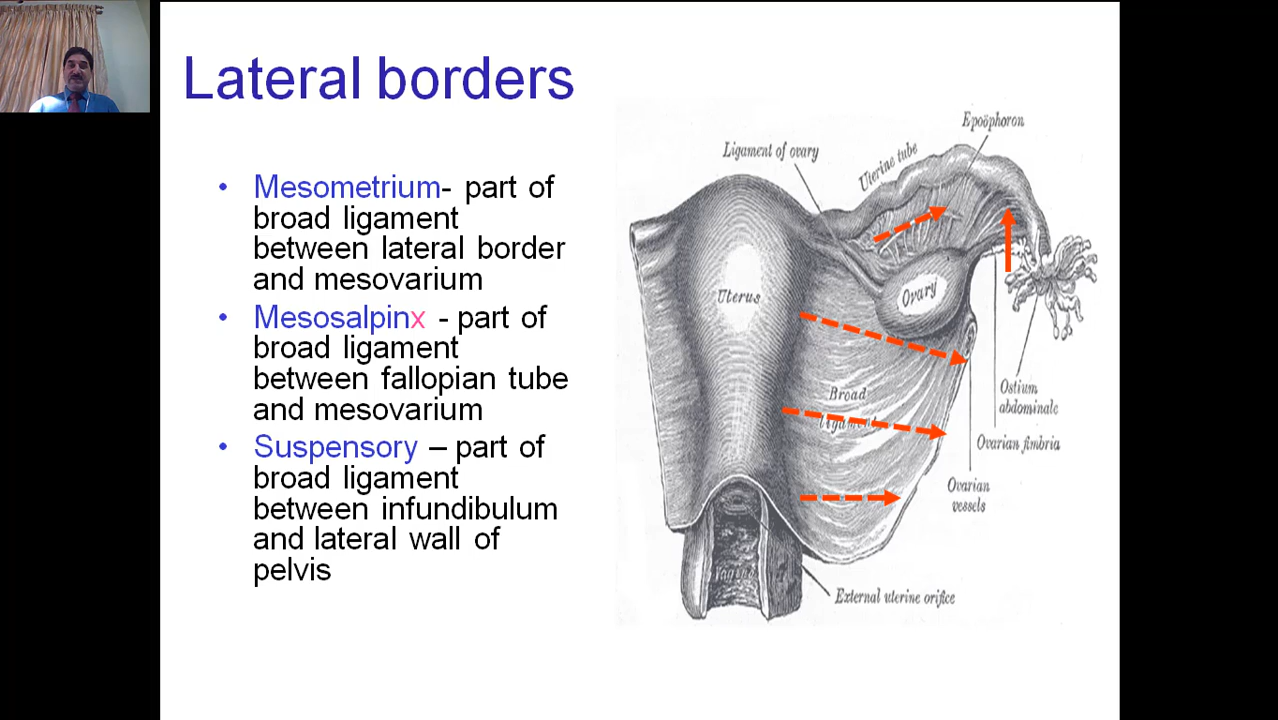 Lateral borders
• Mesometrium- part of
broad ligament
between lateral border
and mesovarium
• Mesosalpinx - part of
broad ligament
between fallopian tube
and mesovarium
• Suspensory – part of
broad ligament
between infundibulum
and lateral wall of
pelvis
Epoöphoron
Ligament of ovary
Uterine tube
Uterus
Ovary
Broad
ligament
Ostium
abdominale
Ovarian fimbria
Ovarian
vessels
Vagina
External uterine orifice